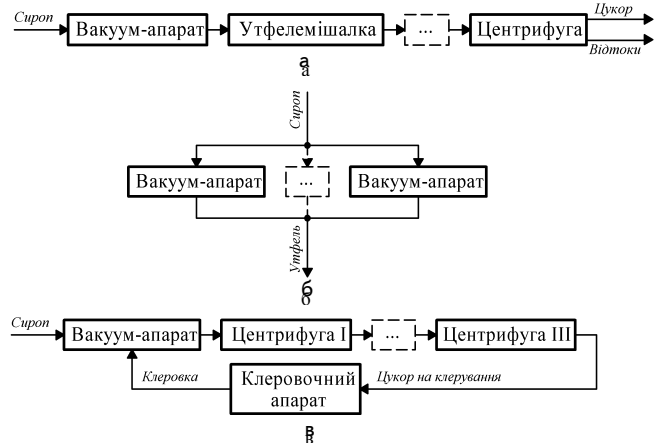 Сироп
Вакуум-апарат
Утфелемішалка
...
Центрифуга
Цукор
Відтоки
а
Сироп
Вакуум-апарат
...
Вакуум-апарат
Утфель
б
Сироп
Вакуум-апарат
Центрифуга I
...
Центрифуга III
Клеровка
Клеровочний
апарат
Цукор на клерування
в